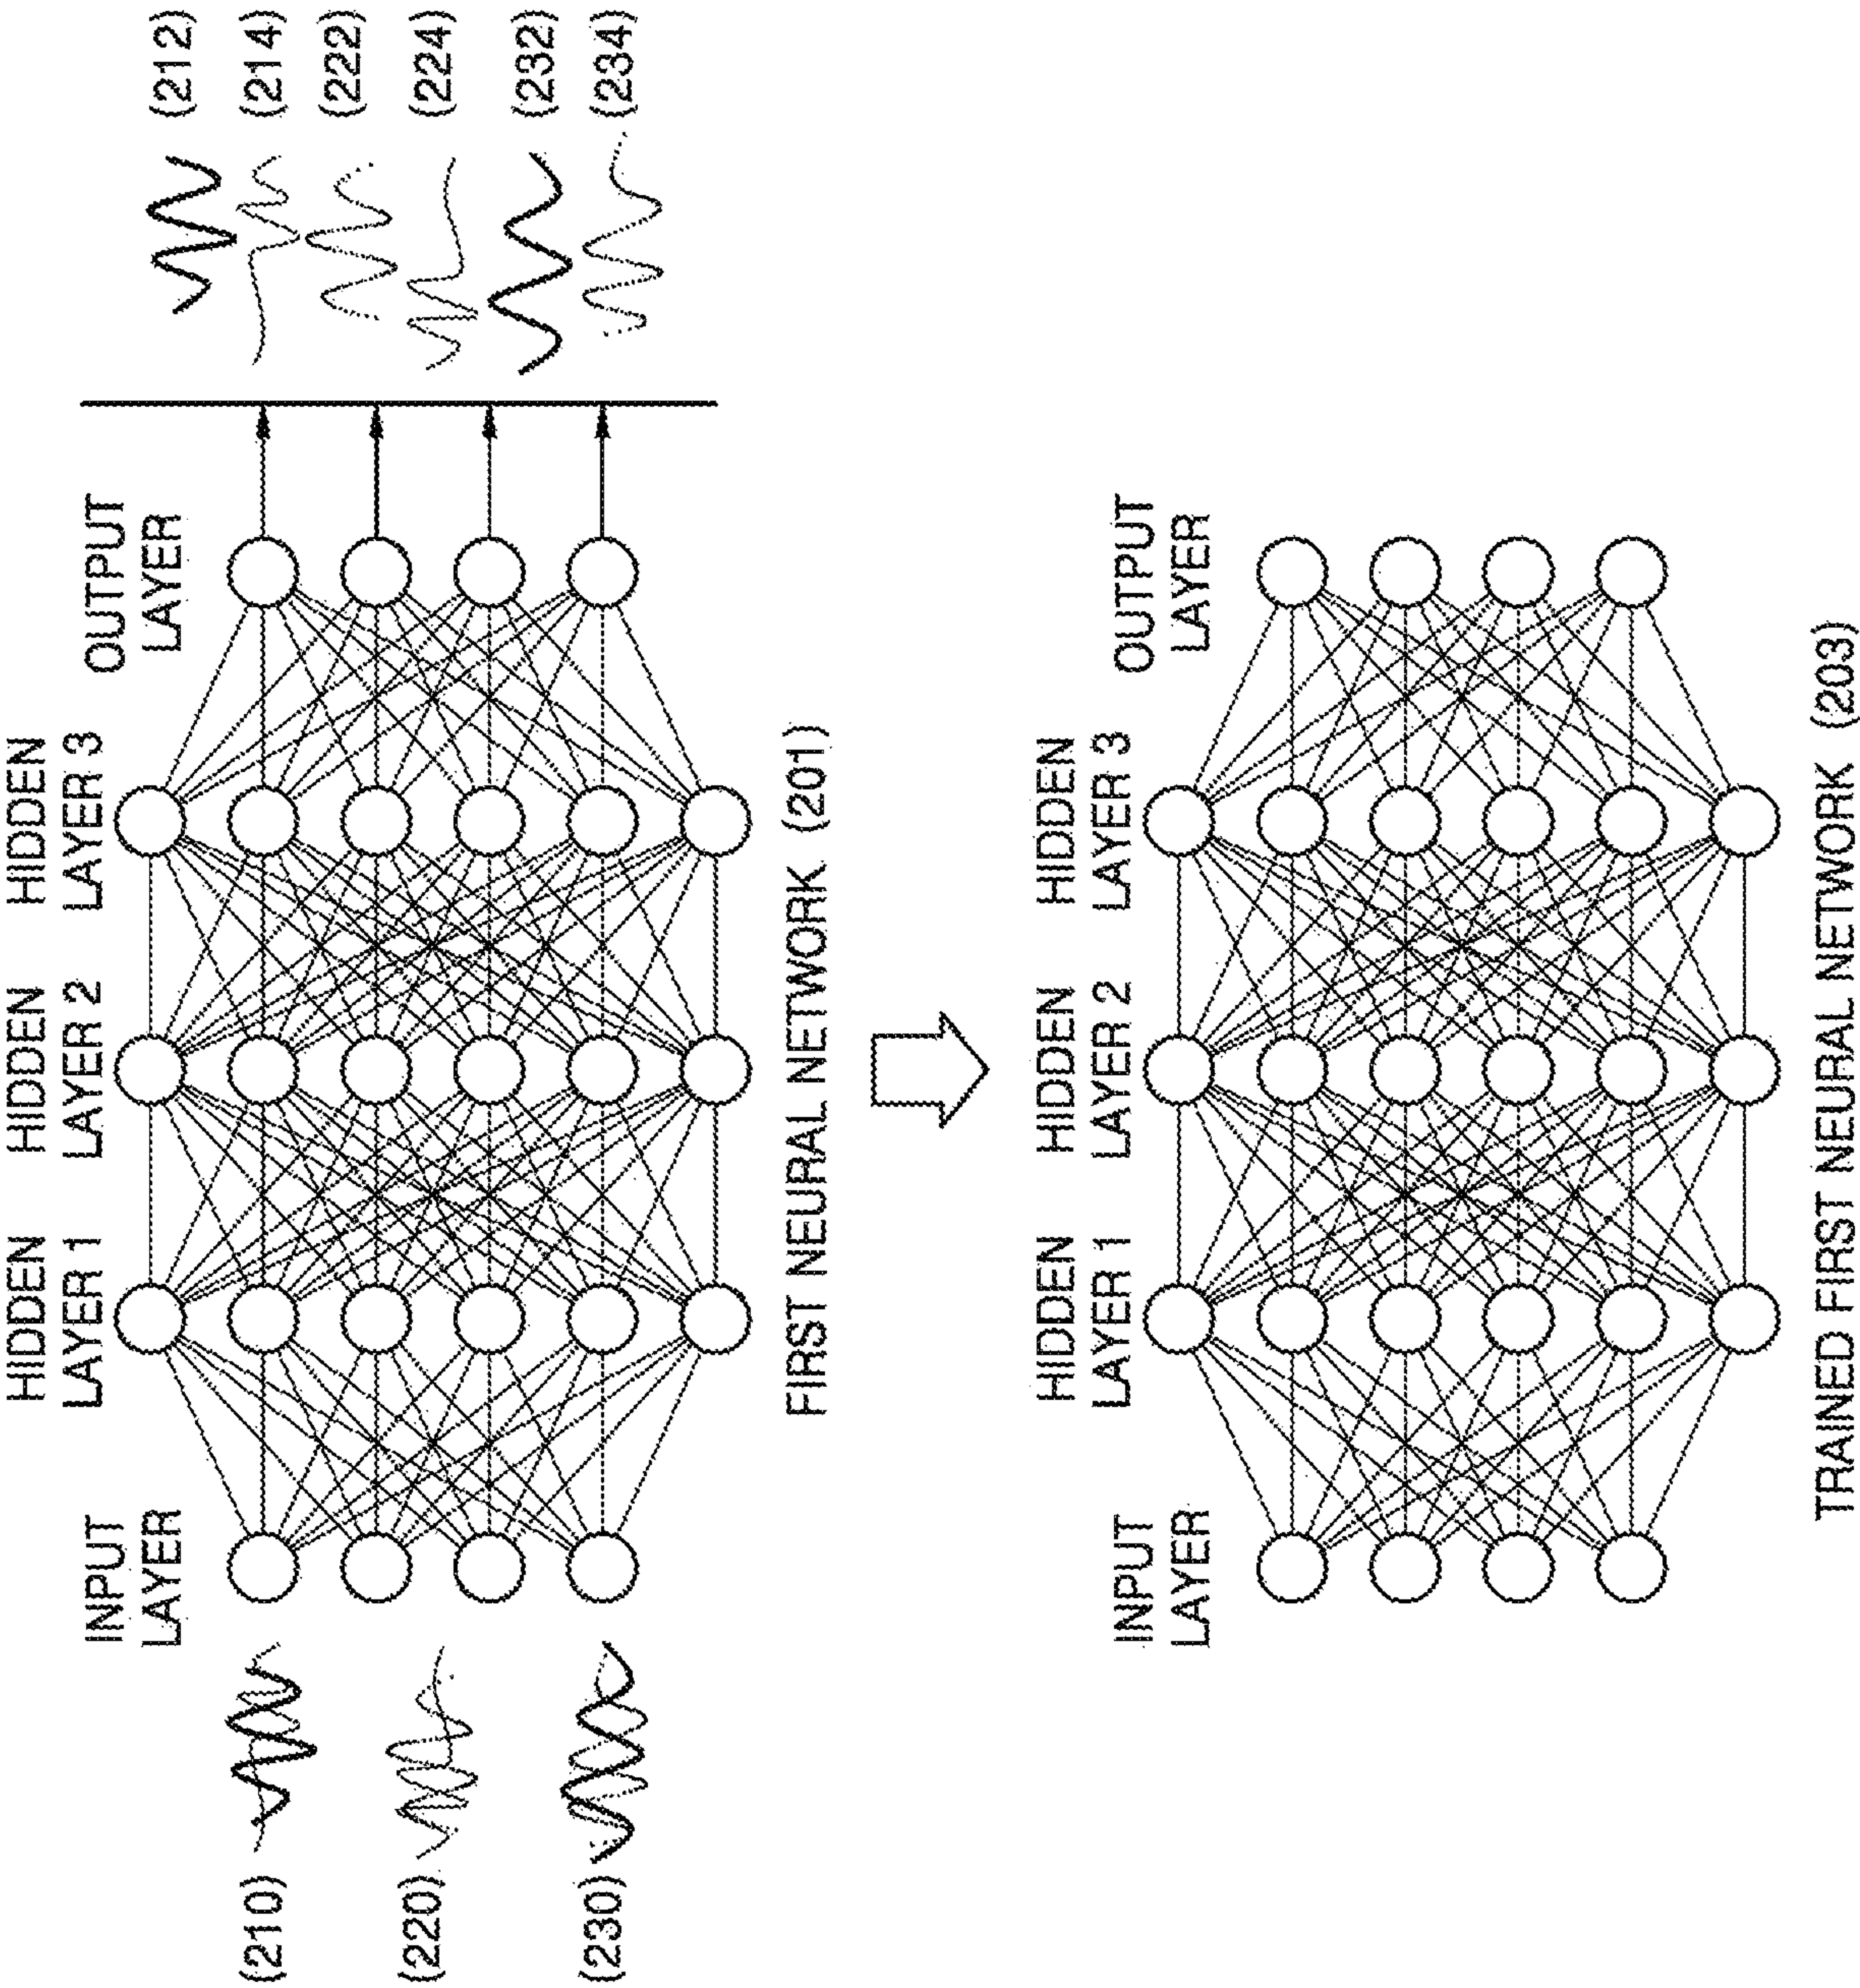 HIDDEN
LAYER 1
HIDDEN
LAYER 2
HIDDEN
LAYER 3
INPUT
LAYER
OUTPUT
LAYER
(210)
(220)
(230)
(212)
(214)
(222)
(224)
(232)
(234)
FIRST NEURAL NETWORK (201)
HIDDEN
LAYER 1
HIDDEN
LAYER 2
HIDDEN
LAYER 3
INPUT
LAYER
OUTPUT
LAYER
TRAINED FIRST NEURAL NETWORK (203)